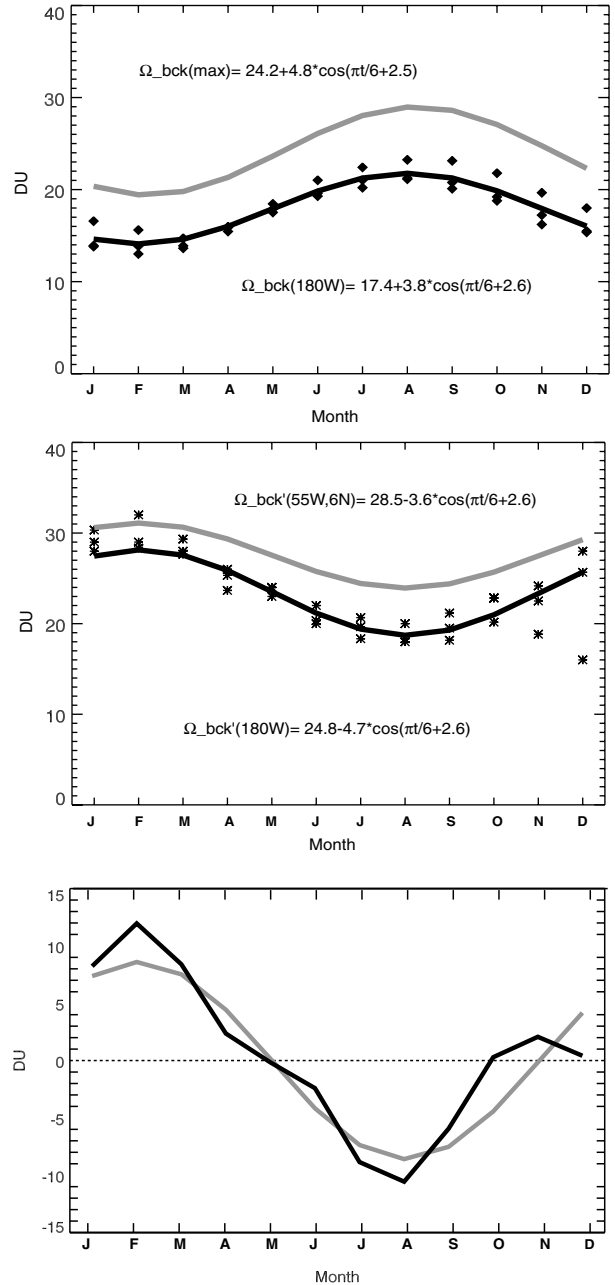 40
Ω_bck(max)= 24.2+4.8*cos(πt/6+2.5)
30
DU
20
10
Ω_bck(180W)= 17.4+3.8*cos(πt/6+2.6)
0
J F M A M J J A S O N D
Month
40
Ω_bck'(55W,6N)= 28.5-3.6*cos(πt/6+2.6)
30
DU
20
10
Ω_bck'(180W)= 24.8-4.7*cos(πt/6+2.6)
0
J F M A M J J A S O N D
Month
15
10
5
DU
0
-5
-10
-15
J F M A M J J A S O N D
Month